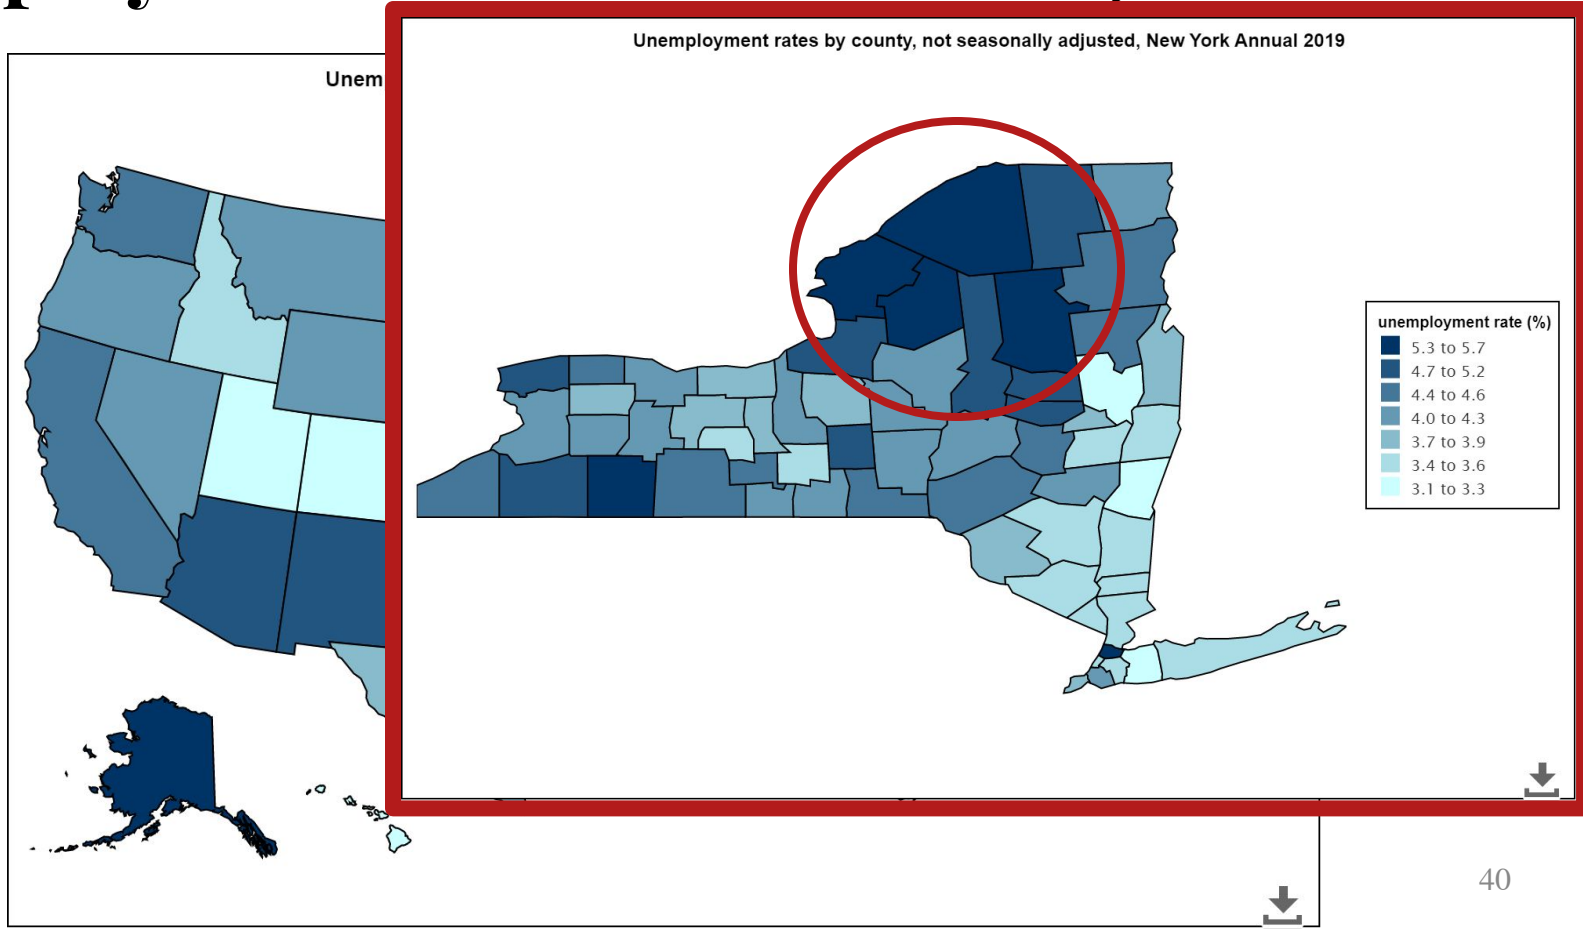 Unem
Unemployment rates by county, not seasonally adjusted, New York Annual 2019
unemployment rate (%)
5.3 to 5.7
4.7 to 5.2
4.4 to 4.6
4.0 to 4.3
3.7 to 3.9
3.4 to 3.6
3.1 to 3.3
40